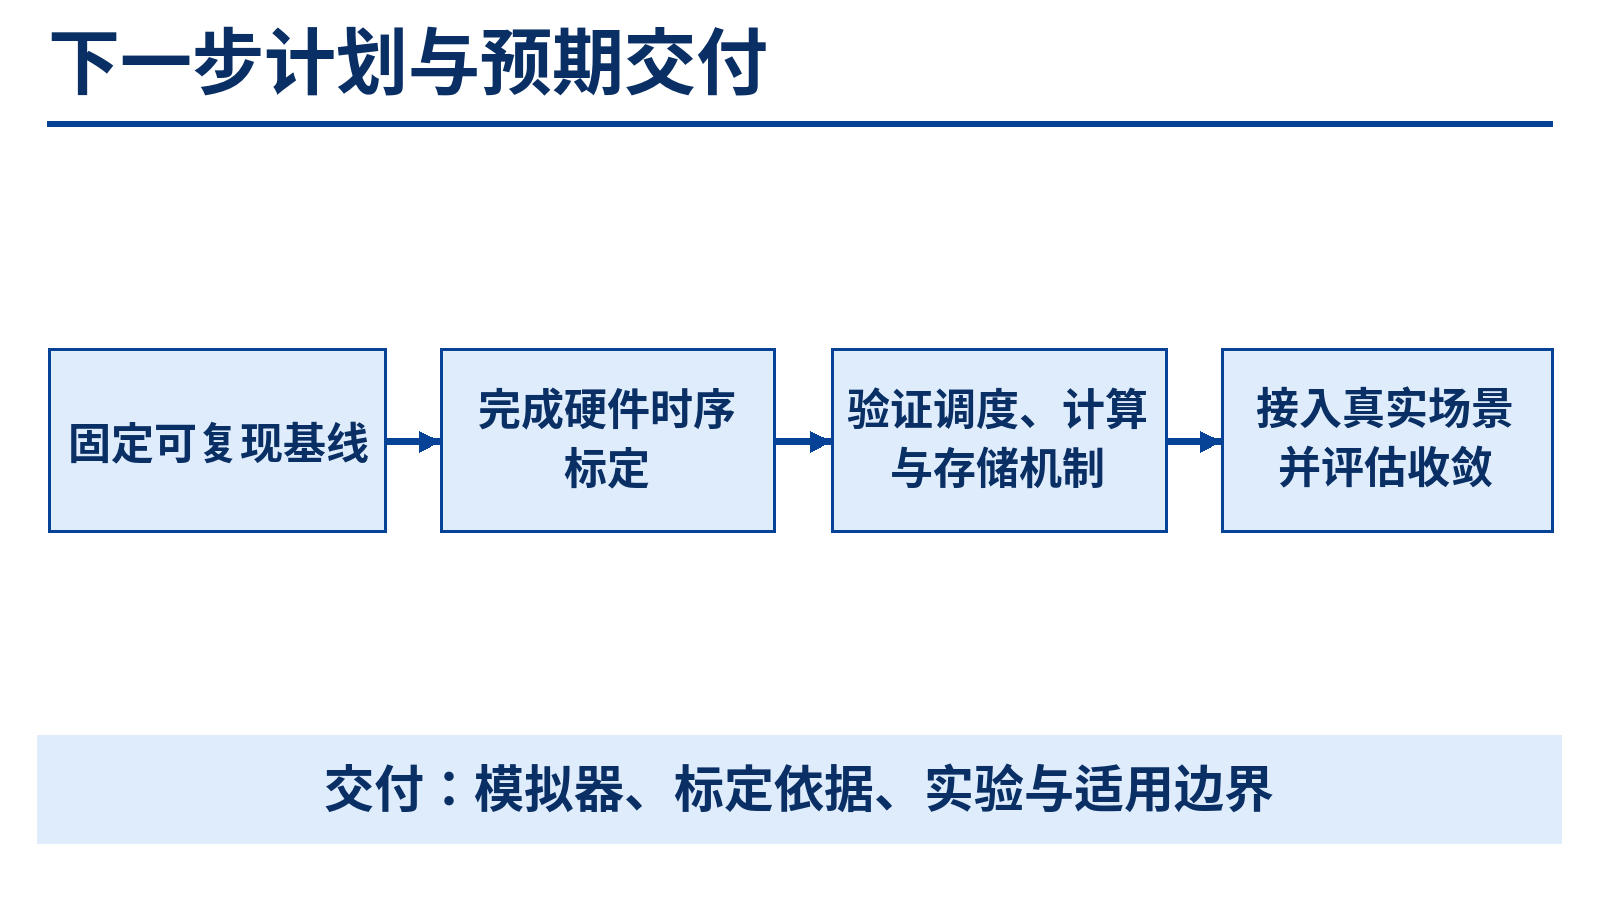 下一步计划与预期交付
固定可复现基线
完成硬件时序
标定
验证调度、计算
与存储机制
接入真实场景
并评估收敛
交付：模拟器、标定依据、实验与适用边界